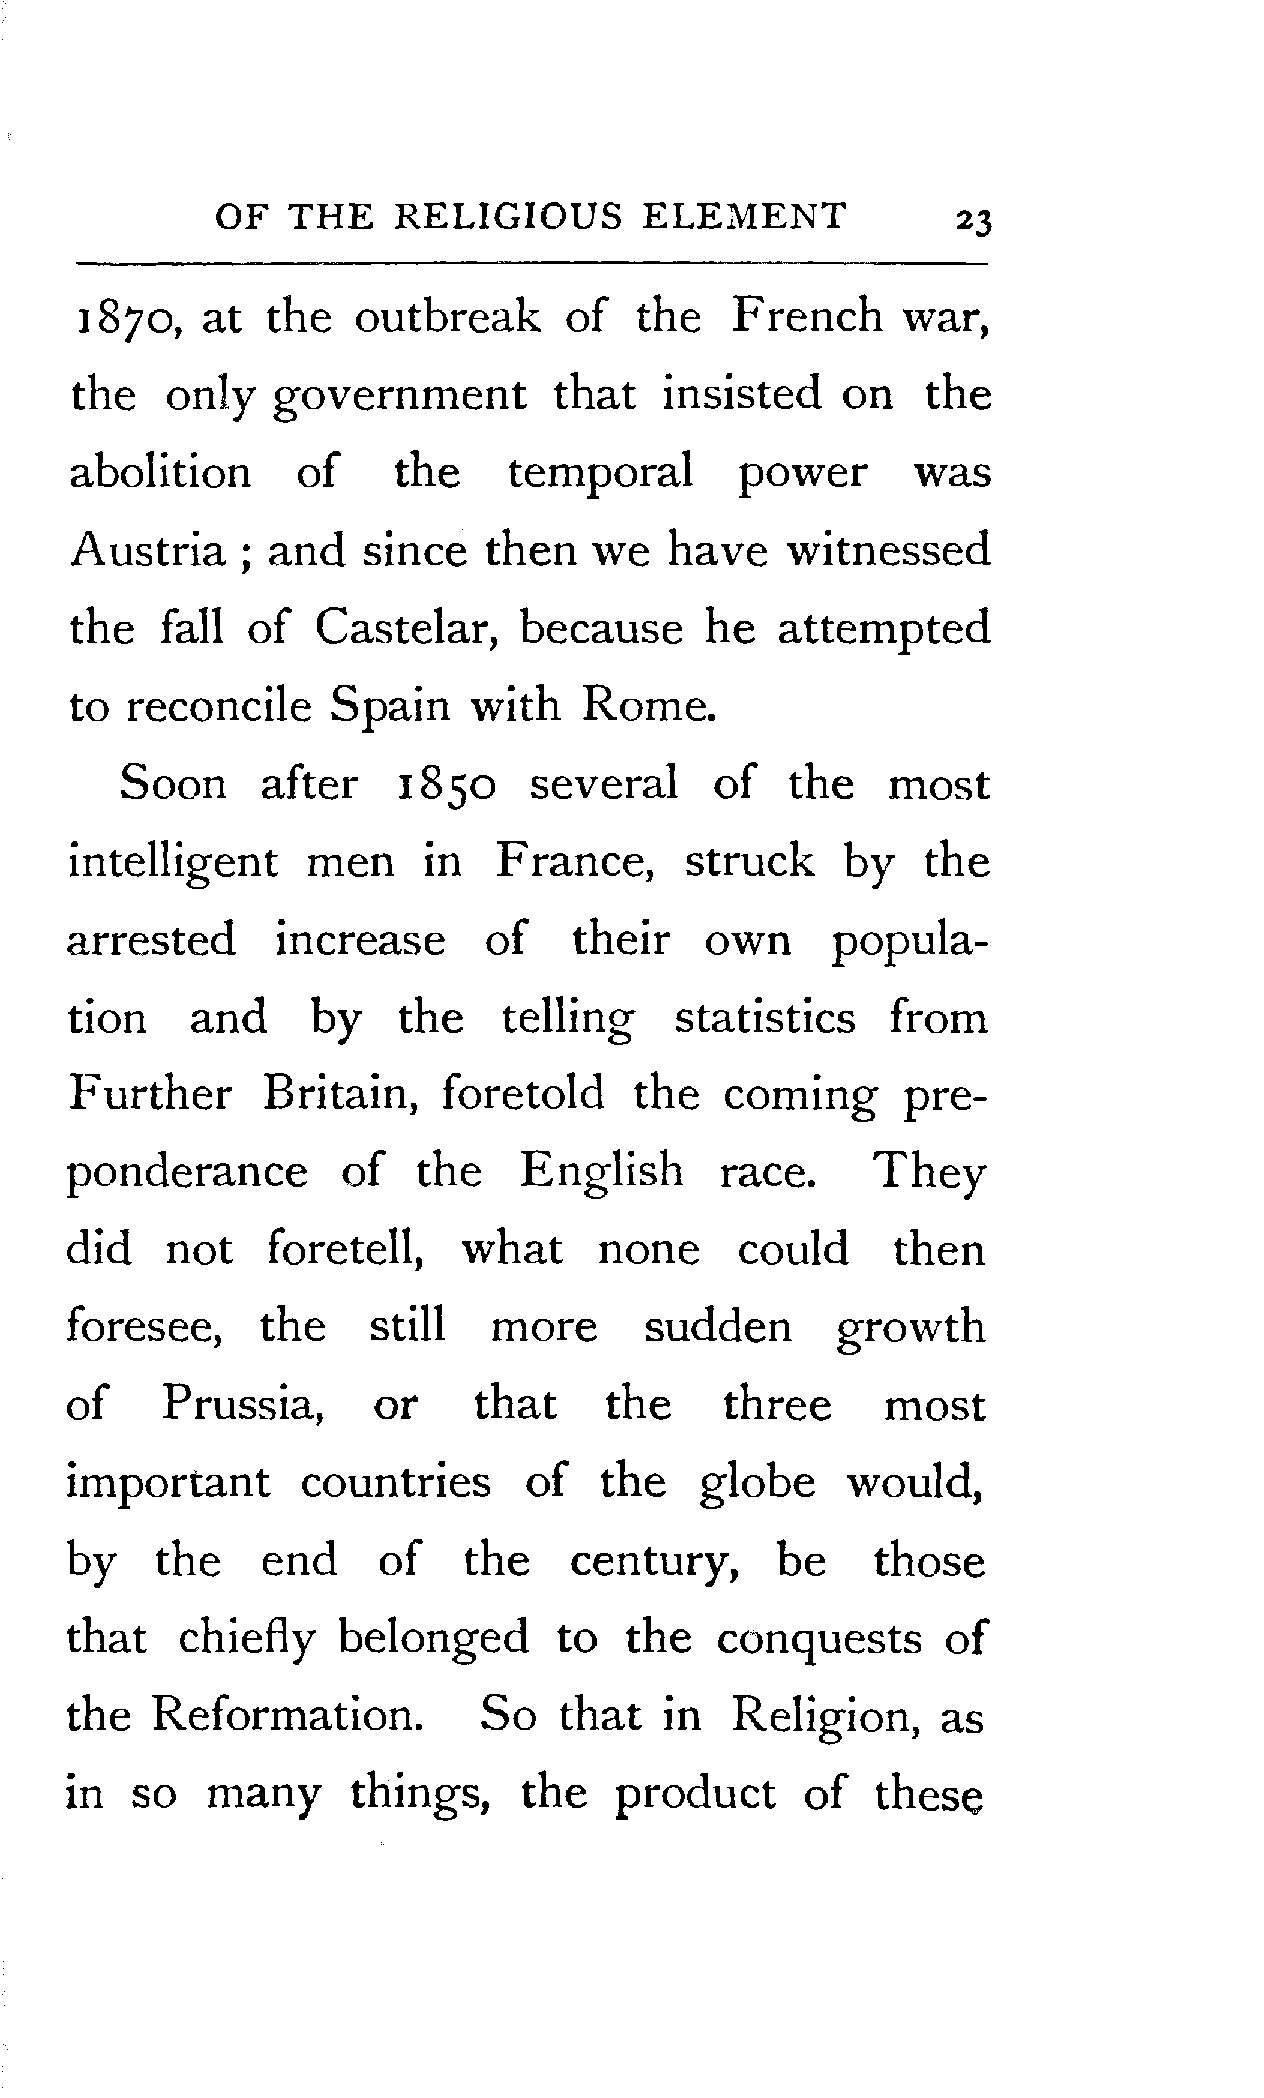 OF THE RELIGIOUS ELEMENT 23
1870, at the outbreak of the French war,
the only government that insisted on the
abolition of the temporal power was
Austria ; and since then we have witnessed
the fall of Castelar, because he attempted
to reconcile Spain with Rome.
Soon after 1850 several of the most
intelligent men in France, struck by the
arrested increase of their own popula-
tion and by the telling statistics from
Further Britain, foretold the coming pre-
ponderance of the English race. They
did not foretell, what none could then
foresee, the still more sudden growth
of Prussia, or that the three most
important countries of the globe would,
by the end of the century, be those
that chiefly belonged to the conquests of
the Reformation. So that in Religion, as
in so many things, the product of these